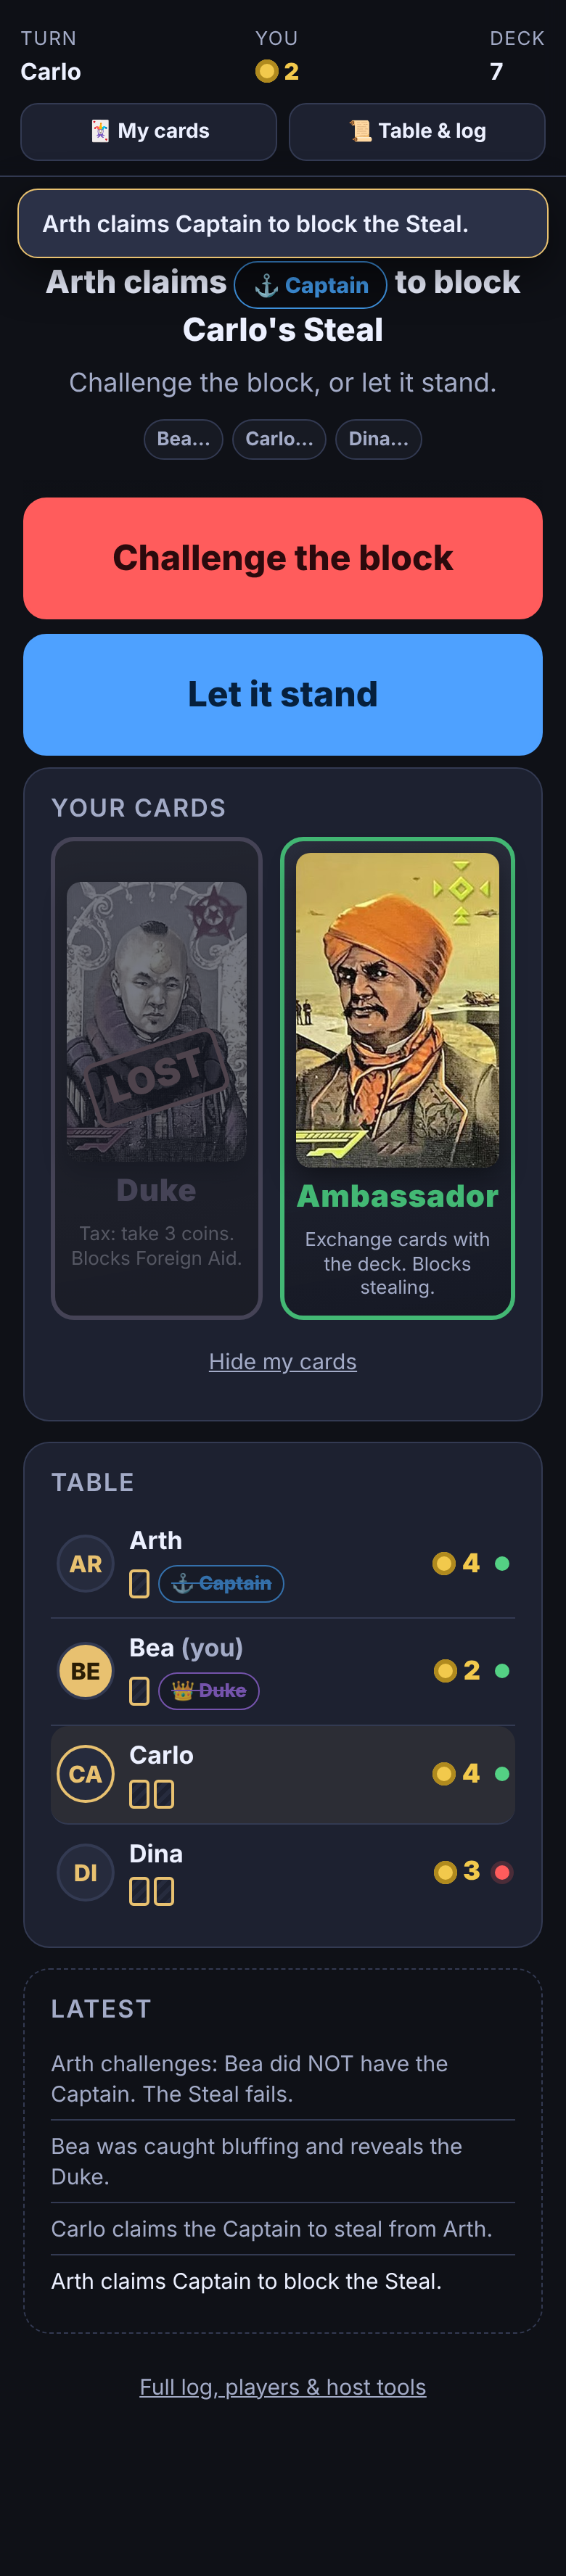 TURN
YOU
DECK
Carlo
2
7
🃏 My cards
📜 Table & log
Arth claims Captain to block the Steal.
Arth claims ⚓ Captain to block
Carlo's Steal
Challenge the block, or let it stand.
Bea…
Carlo…
Dina…
Challenge the block
Let it stand
YOUR CARDS
LOST
Duke
Tax: take 3 coins.
Blocks Foreign Aid.
Ambassador
Exchange cards with
the deck. Blocks
stealing.
Hide my cards
TABLE
AR
Arth
⚓ Captain
4
BE
Bea (you)
👑 Duke
2
CA
Carlo
4
DI
Dina
3
LATEST
Arth challenges: Bea did NOT have the
Captain. The Steal fails.
Bea was caught bluffing and reveals the
Duke.
Carlo claims the Captain to steal from Arth.
Arth claims Captain to block the Steal.
Full log, players & host tools